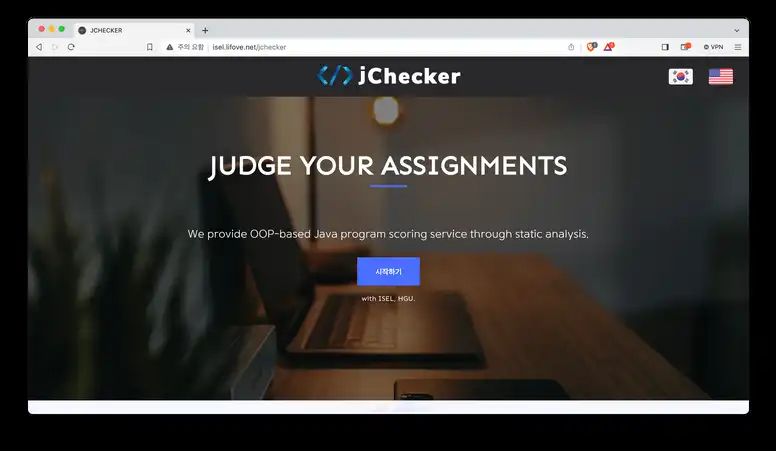 JCHECKER
주의 요함
isel.lifove.net/jchecker
VPN
</> jChecker
JUDGE YOUR ASSIGNMENTS
We provide OOP-based Java program scoring service through static analysis.
시작하기
with ISEL, HGU.